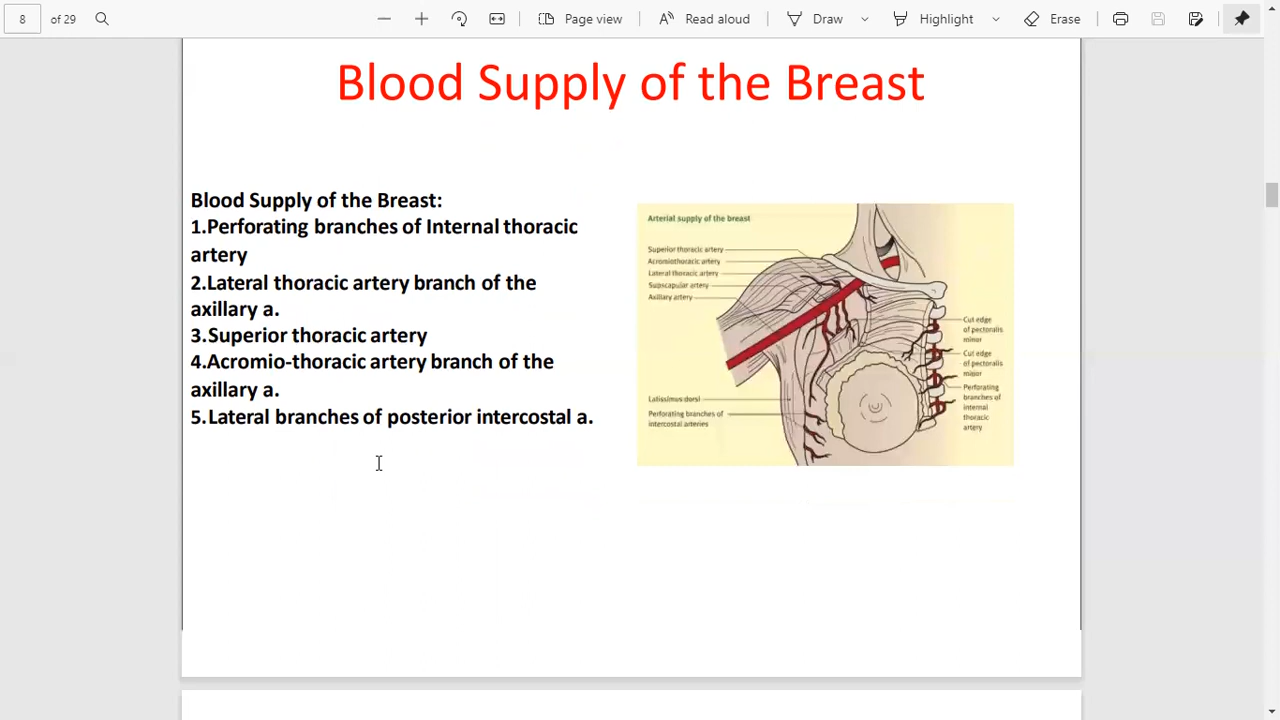 8 of 29
Page view
Read aloud
Draw
Highlight
Erase
Blood Supply of the Breast
Blood Supply of the Breast:
1.Perforating branches of Internal thoracic
artery
2.Lateral thoracic artery branch of the
axillary a.
3.Superior thoracic artery
4.Acromio-thoracic artery branch of the
axillary a.
5.Lateral branches of posterior intercostal a.
Arterial supply of the breast
Superior thoracic artery
Acromiothoracic artery
Lateral thoracic artery
Supscapular artery
Axillary artery
Latissimus dorsi
Perforating branches of
intercostal arteries
Cut edge
of pectoralis
minor
Cut edge
of pectoralis
major
Perforating
branches of
internal
thoracic
artery